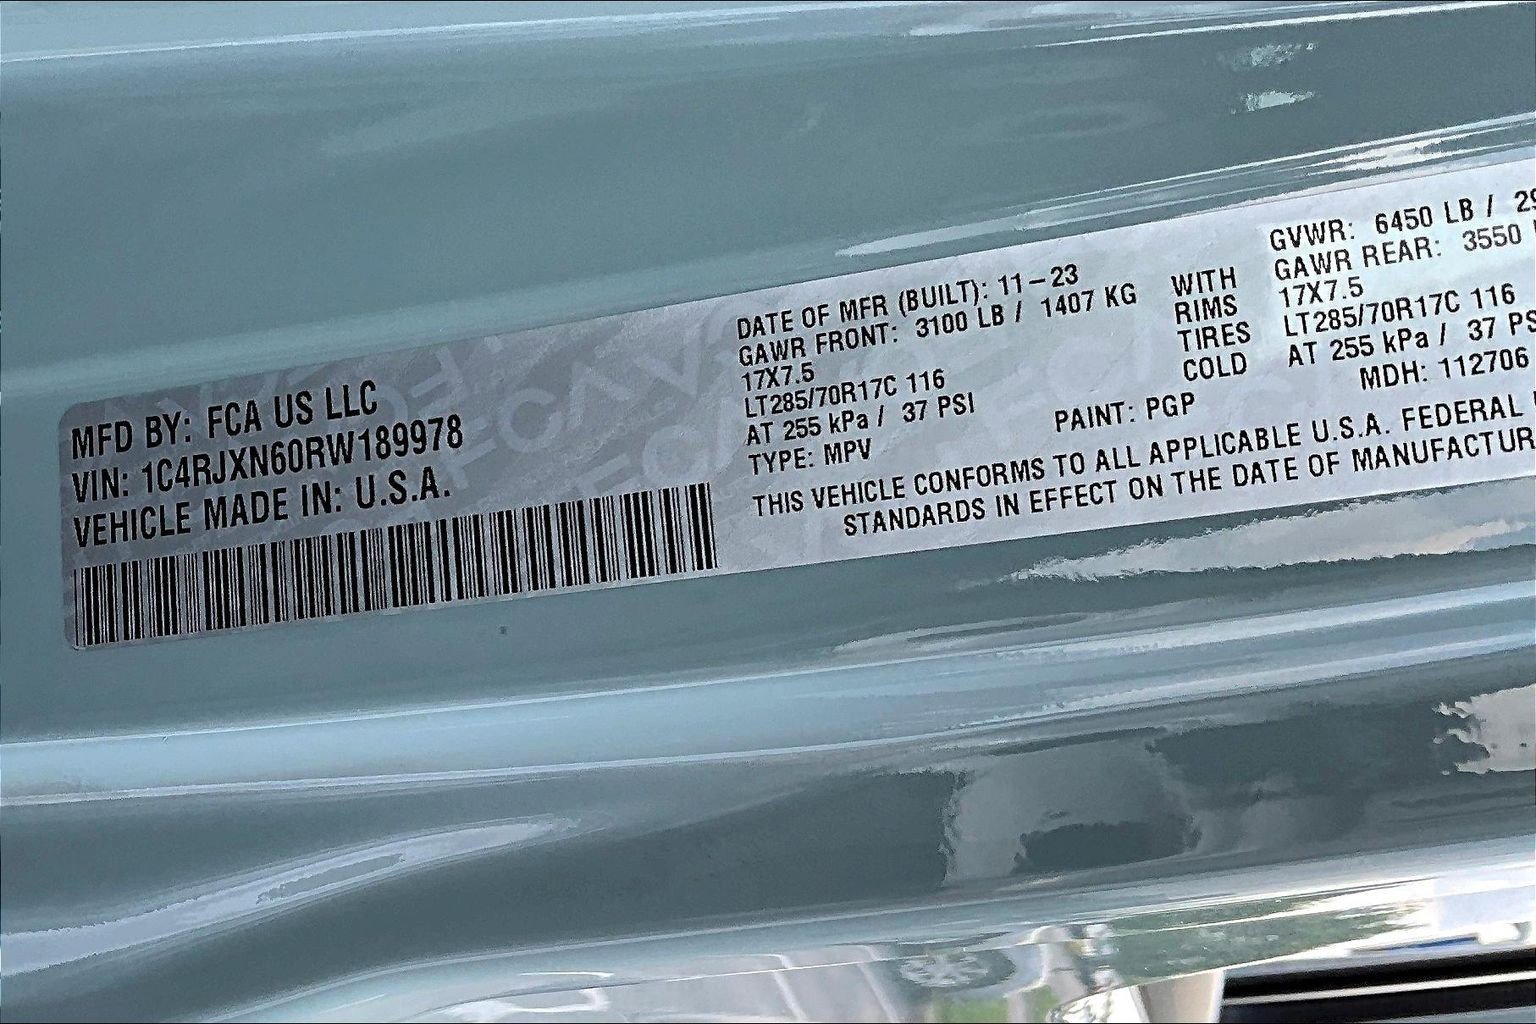 MFD BY: FCA US LLC
VIN: 1C4RJXN60RW189978
VEHICLE MADE IN: U.S.A.
DATE OF MFR (BUILT): 11-23
GAWR FRONT: 3100 LB / 1407 KG
17X7.5
LT285/70R17C 116
AT 255 kPa / 37 PSI
TYPE: MPV
WITH
RIMS
TIRES
COLD
GVWR: 6450 LB /
GAWR REAR: 3550
17X7.5
LT285/70R17C 116
AT 255 kPa / 37
MDH: 112706
PAINT: PGP
THIS VEHICLE CONFORMS TO ALL APPLICABLE U.S.A. FEDERAL
STANDARDS IN EFFECT ON THE DATE OF